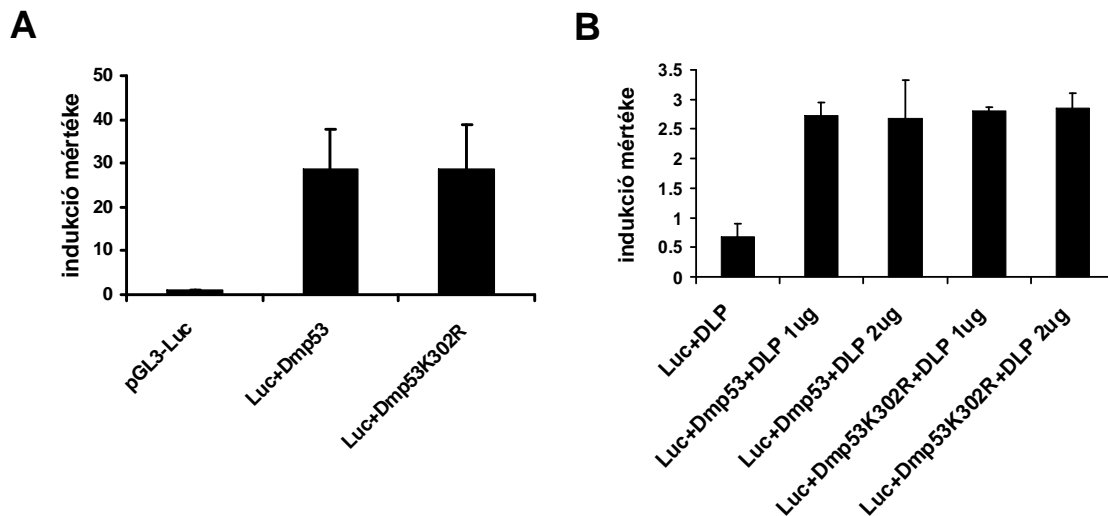 A
indukció mértéke
50
40
30
20
10
0
pGL3-Luc
Luc+Dmp53
Luc+Dmp53K302R
B
indukció mértéke
3.5
3
2.5
2
1.5
1
0.5
0
Luc+DLP
Luc+Dmp53+DLP 1ug
Luc+Dmp53+DLP 2ug
Luc+Dmp53K302R+DLP 1ug
Luc+Dmp53K302R+DLP 2ug